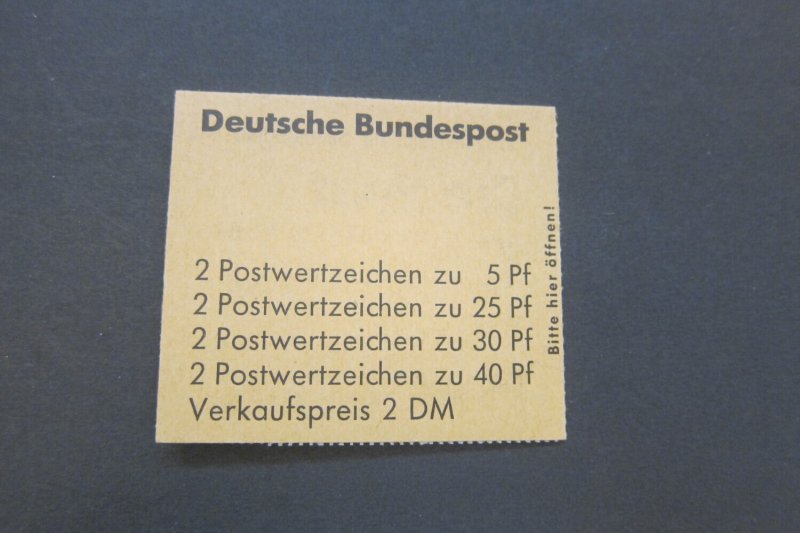 Deutsche Bundespost
2 Postwertzeichen zu 5 Pf
2 Postwertzeichen zu 25 Pf
2 Postwertzeichen zu 30 Pf
2 Postwertzeichen zu 40 Pf
Verkaufspreis 2 DM
Bitte hier öffnen!